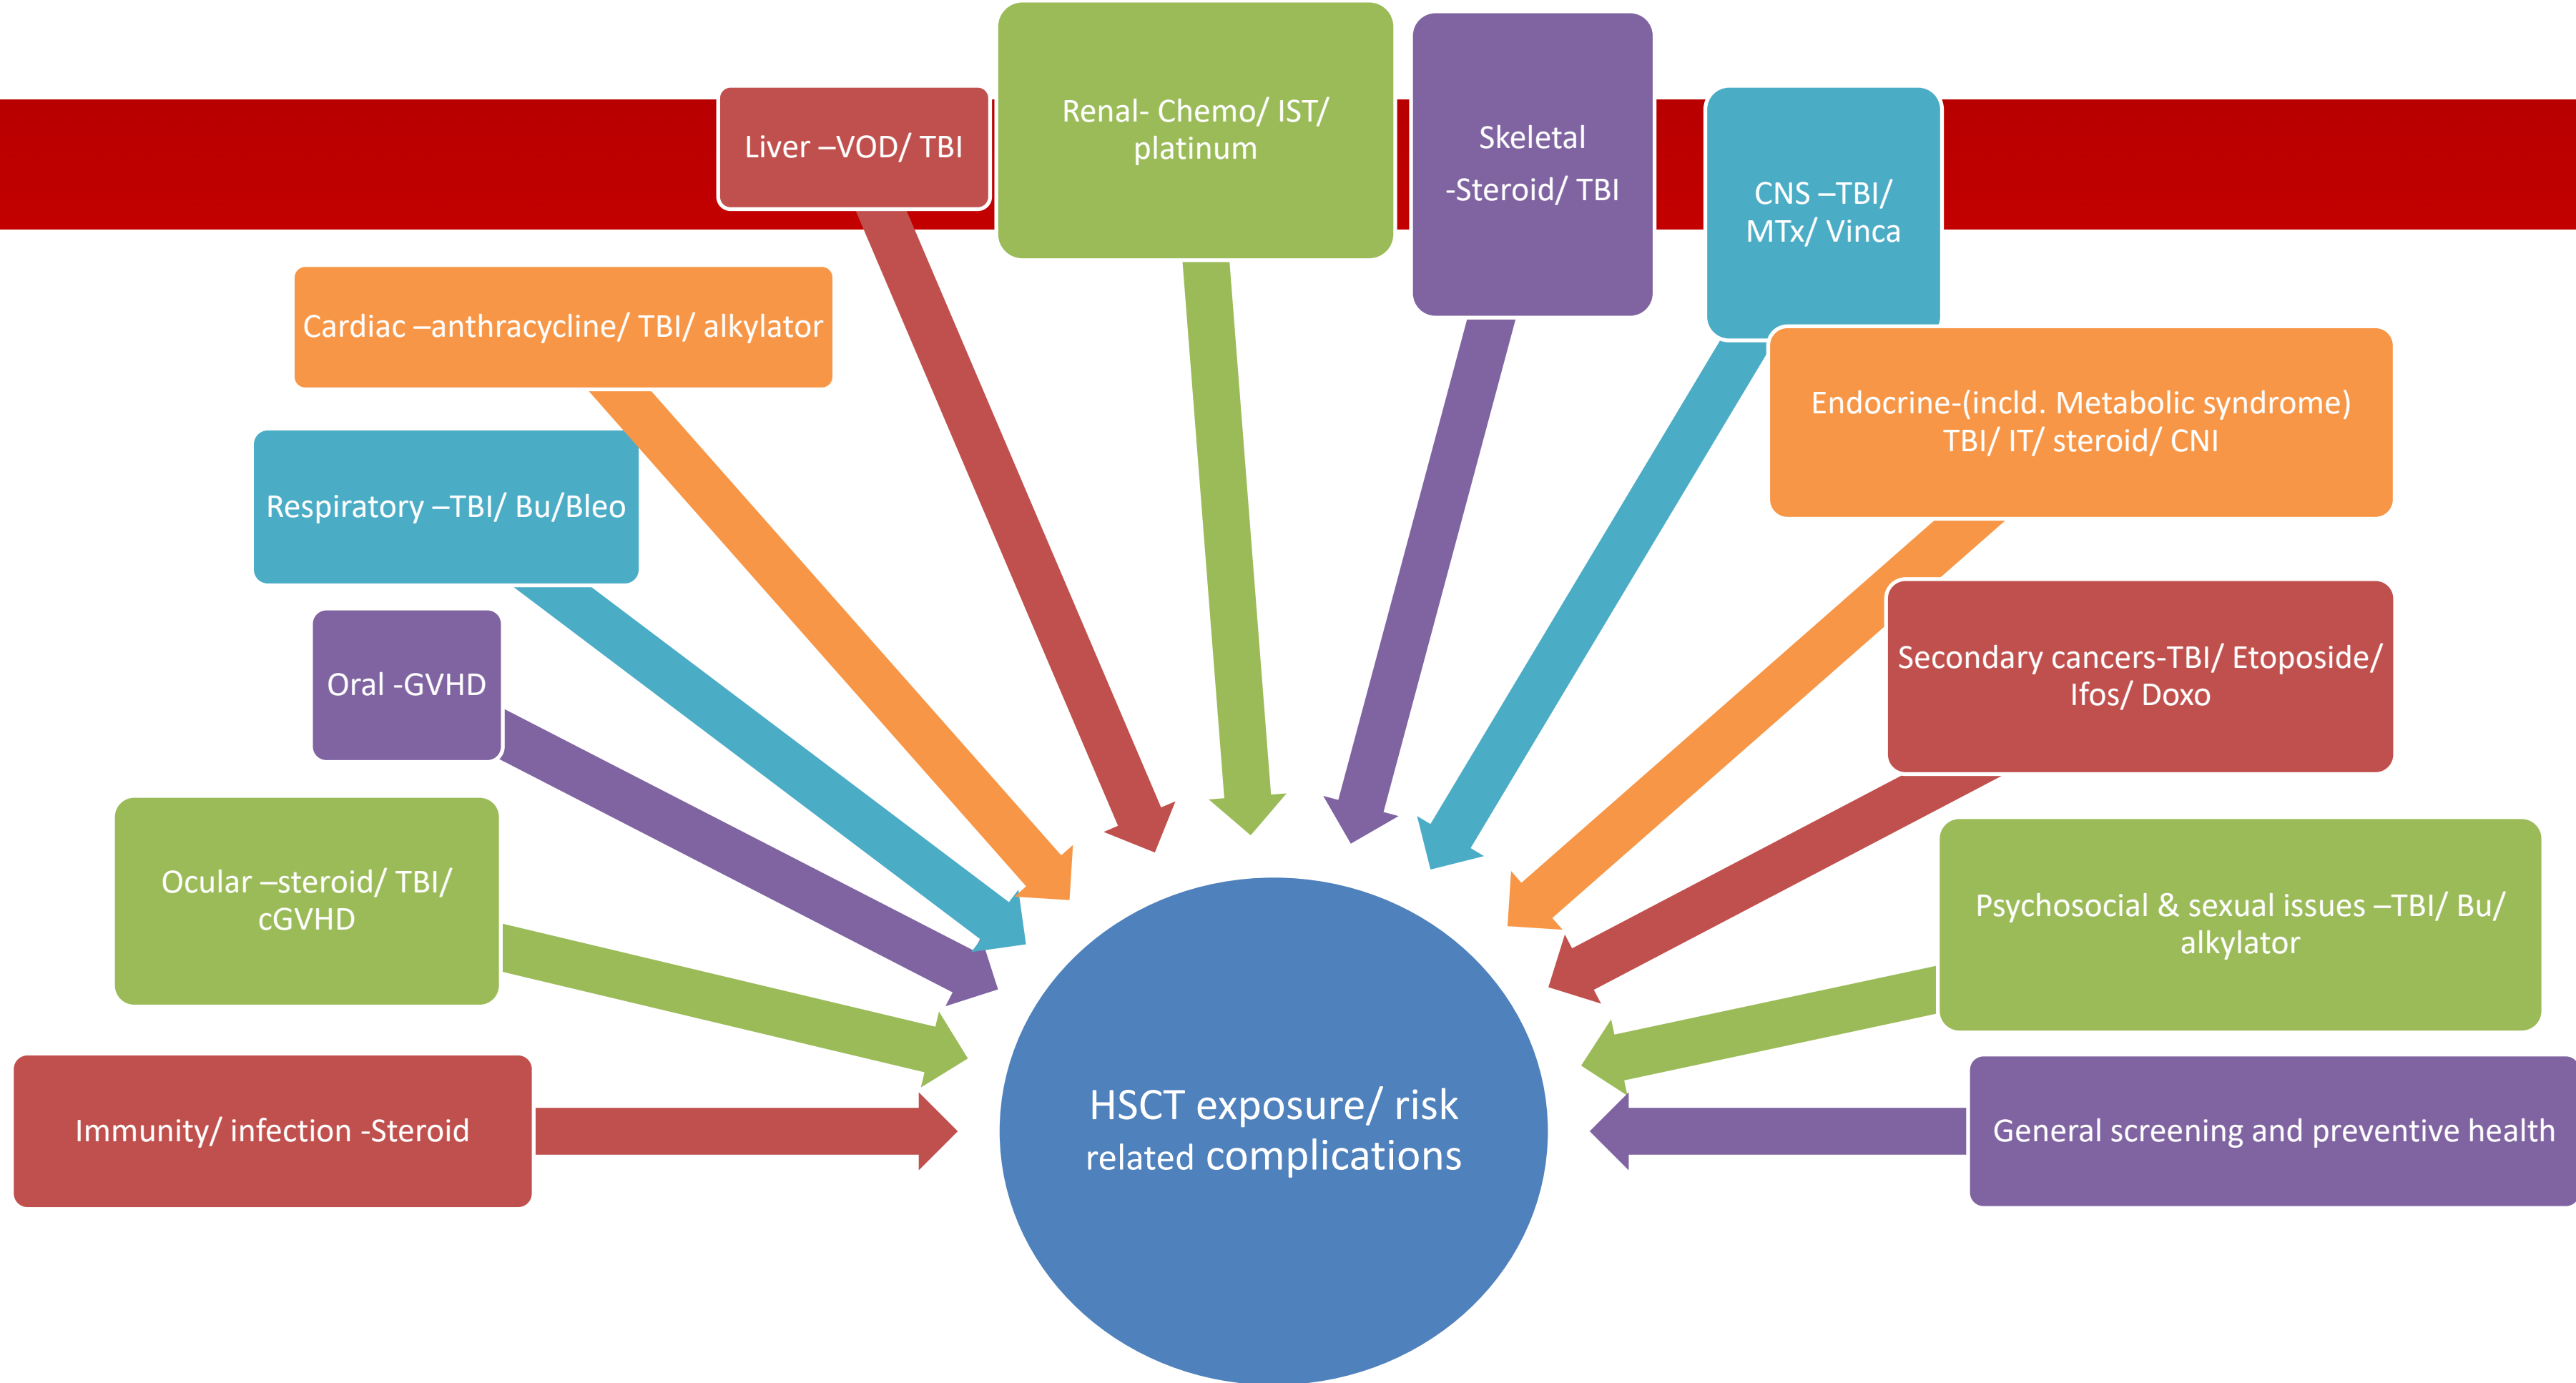 Liver –VOD/ TBI
Renal- Chemo/ IST/
platinum
Skeletal
-Steroid/ TBI
CNS –TBI/
MTx/ Vinca
Cardiac –anthracycline/ TBI/ alkylator
Endocrine-(incld. Metabolic syndrome)
TBI/ IT/ steroid/ CNI
Respiratory –TBI/ Bu/Bleo
Secondary cancers-TBI/ Etoposide/
Ifos/ Doxo
Oral -GVHD
Ocular –steroid/ TBI/
cGVHD
Psychosocial & sexual issues –TBI/ Bu/
alkylator
Immunity/ infection -Steroid
HSCT exposure/ risk
related complications
General screening and preventive health